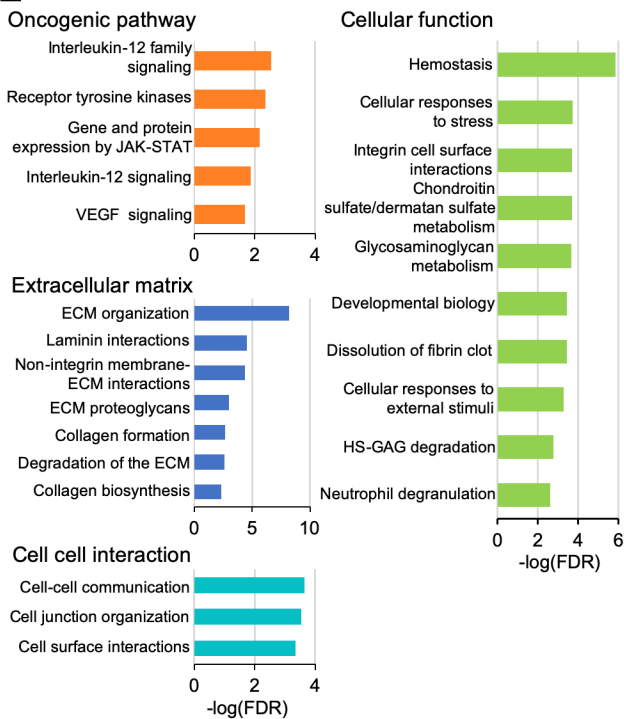 Oncogenic pathway
Interleukin-12 family
signaling
Receptor tyrosine kinases
Gene and protein
expression by JAK-STAT
Interleukin-12 signaling
VEGF signaling
0 2 4
Extracellular matrix
ECM organization
Laminin interactions
Non-integrin membrane-
ECM interactions
ECM proteoglycans
Collagen formation
Degradation of the ECM
Collagen biosynthesis
0 5 10
Cell cell interaction
Cell-cell communication
Cell junction organization
Cell surface interactions
0 2 4
-log(FDR)
Cellular function
Hemostasis
Cellular responses
to stress
Integrin cell surface
interactions
Chondroitin
sulfate/dermatan sulfate
metabolism
Glycosaminoglycan
metabolism
Developmental biology
Dissolution of fibrin clot
Cellular responses to
external stimuli
HS-GAG degradation
Neutrophil degranulation
0 2 4 6
-log(FDR)